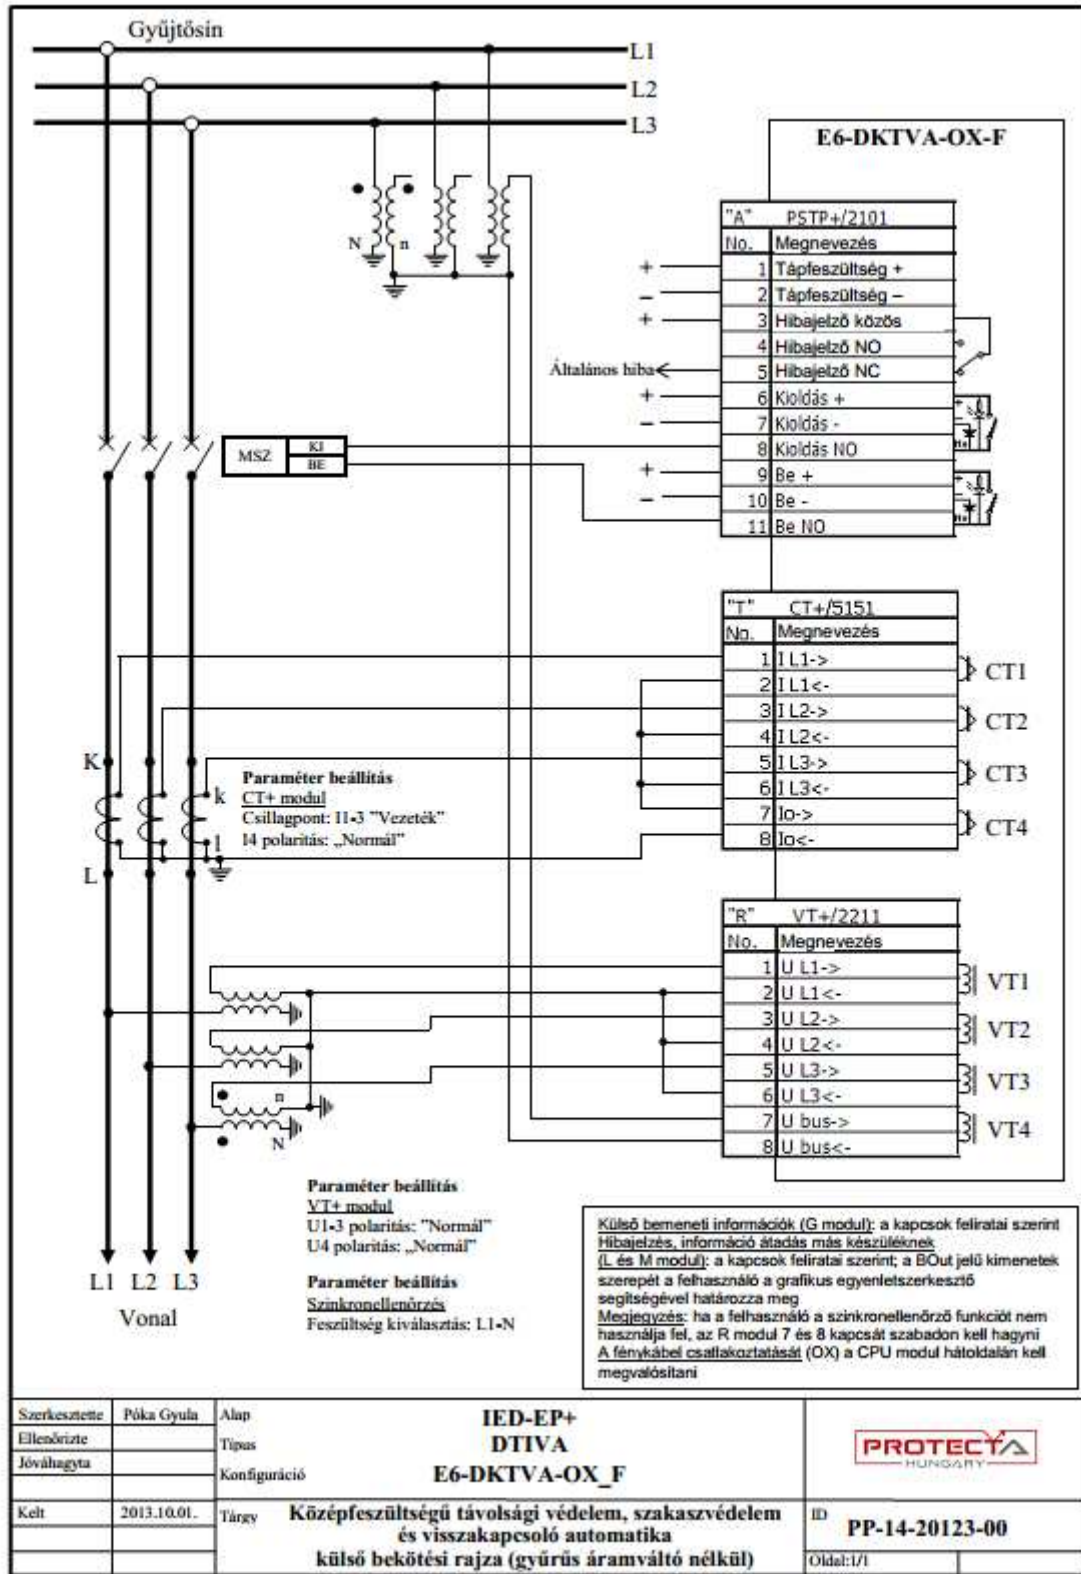 Gyűjtősín
L1
L2
L3
E6-DKTVA-OX-F
N
n
"A" PSTP+/2101
No. Megnevezés
1 Tápfeszültség +
2 Tápfeszültség –
3 Hibajelző közös
4 Hibajelző NO
5 Hibajelző NC
6 Kioldás +
7 Kioldás -
8 Kioldás NO
9 Be +
10 Be -
11 Be NO
+
–
+
Általános hiba
+
–
+
–
MSZ
KI
BE
"T" CT+/5151
No. Megnevezés
1 I L1->
2 I L1<-
3 I L2->
4 I L2<-
5 I L3->
6 I L3<-
7 Io->
8 Io<-
CT1
CT2
CT3
CT4
K
k
l
L
Paraméter beállítás
CT+ modul
Csillagpont: I1-3 "Vezeték"
I4 polaritás: „Normál"
"R" VT+/2211
No. Megnevezés
1 U L1->
2 U L1<-
3 U L2->
4 U L2<-
5 U L3->
6 U L3<-
7 U bus->
8 U bus<-
VT1
VT2
VT3
VT4
n
N
Paraméter beállítás
VT+ modul
U1-3 polaritás: "Normál"
U4 polaritás: „Normál"
Paraméter beállítás
Szinkronellenőrzés
Feszültség kiválasztás: L1-N
L1 L2 L3
Vonal
Külső bemeneti információk (G modul): a kapcsok feliratai szerint
Hibajelzés, információ átadás más készüléknek
(L és M modul): a kapcsok feliratai szerint; a BOut jelű kimenetek
szerepét a felhasználó a grafikus egyenletszerkesztő
segítségével határozza meg
Megjegyzés: ha a felhasználó a szinkronellenőrző funkciót nem
használja fel, az R modul 7 és 8 kapcsát szabadon kell hagyni
A fénykábel csatlakoztatását (OX) a CPU modul hátoldalán kell
megvalósítani
Szerkesztette Póka Gyula
Ellenőrizte
Jóváhagyta
Kelt 2013.10.01.
Alap IED-EP+
Típus DTIVA
Konfiguráció E6-DKTVA-OX_F
Tárgy Középfeszültségű távolsági védelem, szakaszvédelem
és visszakapcsoló automatika
külső bekötési rajza (gyűrűs áramváltó nélkül)
PROTECTA
HUNGARY
ID PP-14-20123-00
Oldal:1/1